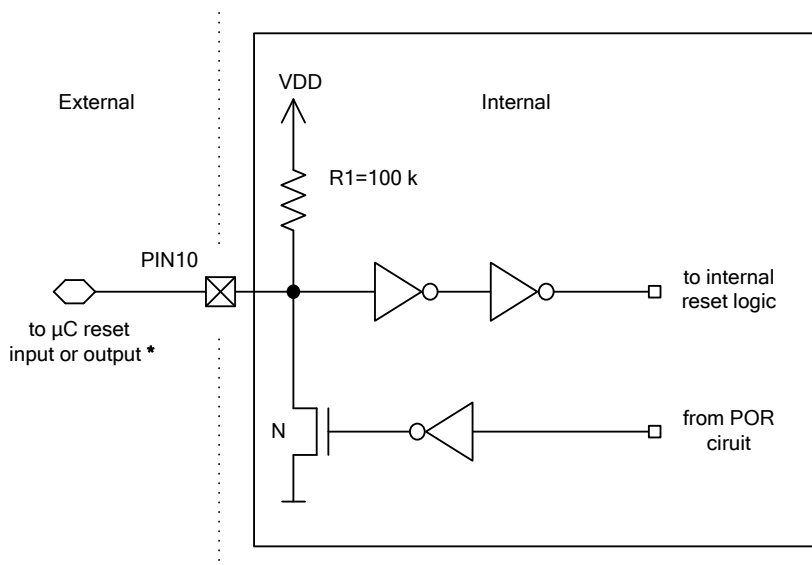 VDD
External
Internal
R1=100 k
PIN10
to internal
reset logic
to µC reset
input or output *
from POR
ciruit
N